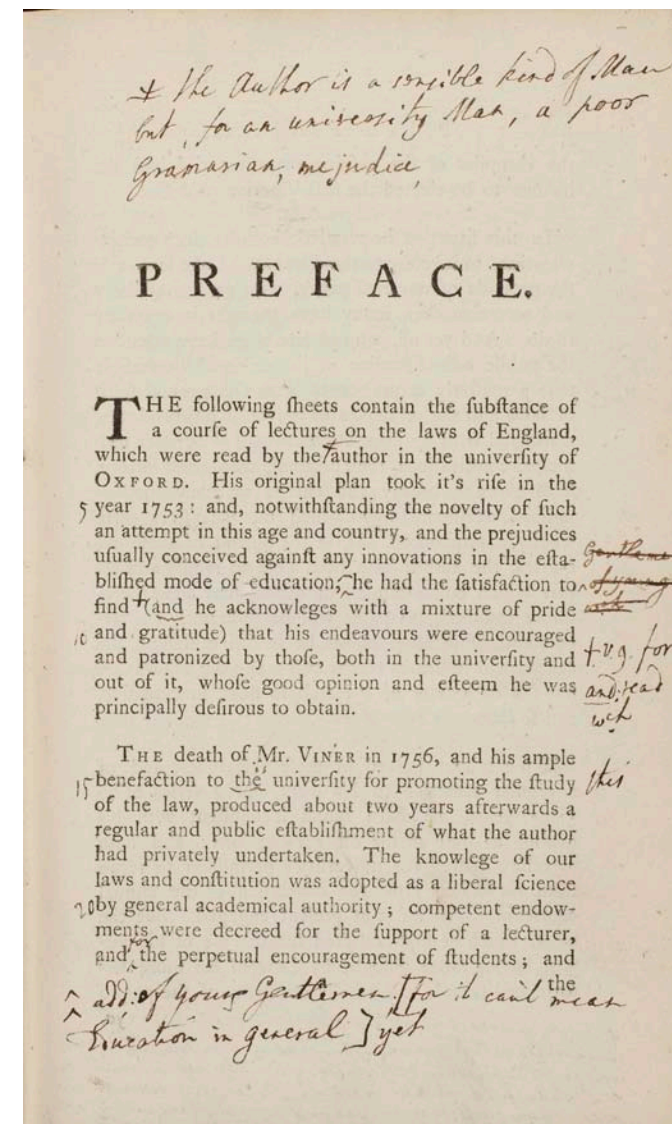 + the Author is a sensible kind of Man
but, for an university Man, a poor
Gramarian, me judice,
PREFACE.
THE following ſheets contain the ſubſtance of
a courſe of lectures on the laws of England,
which were read by the + author in the univerſity of
OXFORD. His original plan took it's riſe in the
5 year 1753 : and, notwithſtanding the novelty of ſuch
an attempt in this age and country, and the prejudices
uſually conceived againſt any innovations in the eſta-
bliſhed mode of education, ^ he had the ſatisfaction to
Gentlemen
^ of young
find + (and he acknowleges with a mixture of pride
10 and gratitude) that his endeavours were encouraged
and patronized by thoſe, both in the univerſity and
+ v.g. for
out of it, whoſe good opinion and eſteem he was
and read
principally deſirous to obtain.
wch
THE death of Mr. VINER in 1756, and his ample
15 benefaction to the univerſity for promoting the ſtudy
this
of the law, produced about two years afterwards a
regular and public eſtabliſhment of what the author
had privately undertaken. The knowlege of our
laws and conſtitution was adopted as a liberal ſcience
20 by general academical authority ; competent endow-
ments were decreed for the ſupport of a lecturer,
and ^ for the perpetual encouragement of ſtudents ; and
the
^ add: of young Gentlemen [for it can't mean
^ Education in general] yet